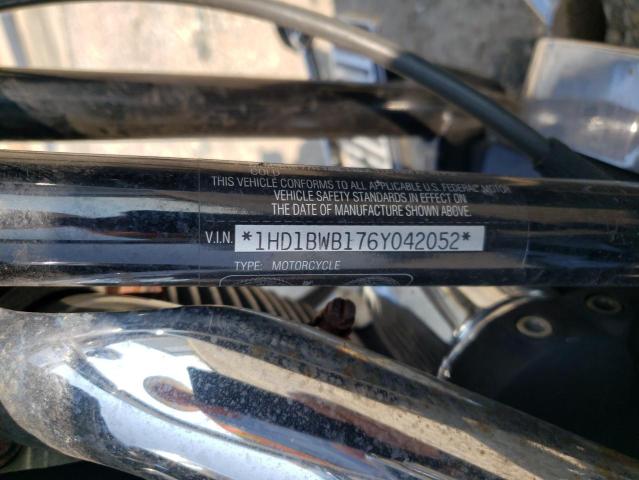 THIS VEHICLE CONFORMS TO ALL APPLICABLE U.S. FEDERAL MOTOR
VEHICLE SAFETY STANDARDS IN EFFECT ON
THE DATE OF MANUFACTURE SHOWN ABOVE.
V.I.N. *1HD1BWB176Y042052*
TYPE: MOTORCYCLE